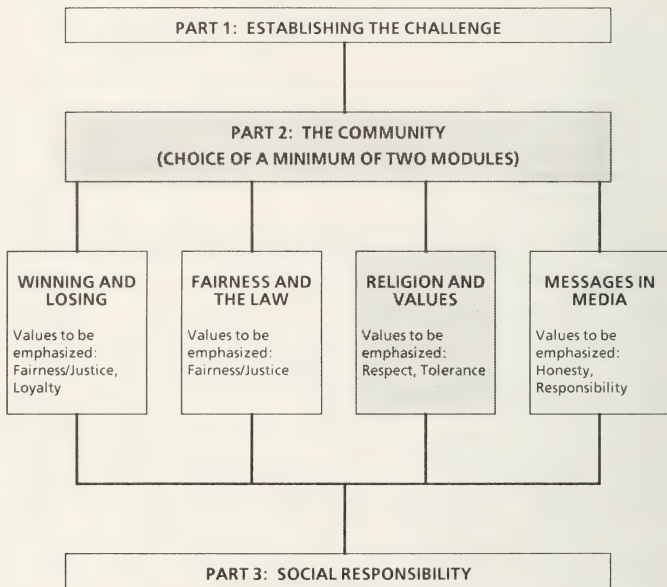 PART 1: ESTABLISHING THE CHALLENGE
PART 2: THE COMMUNITY
(CHOICE OF A MINIMUM OF TWO MODULES)
WINNING AND
LOSING
Values to be
emphasized:
Fairness/Justice,
Loyalty
FAIRNESS AND
THE LAW
Values to be
emphasized:
Fairness/Justice
RELIGION AND
VALUES
Values to be
emphasized:
Respect, Tolerance
MESSAGES IN
MEDIA
Values to be
emphasized:
Honesty,
Responsibility
PART 3: SOCIAL RESPONSIBILITY